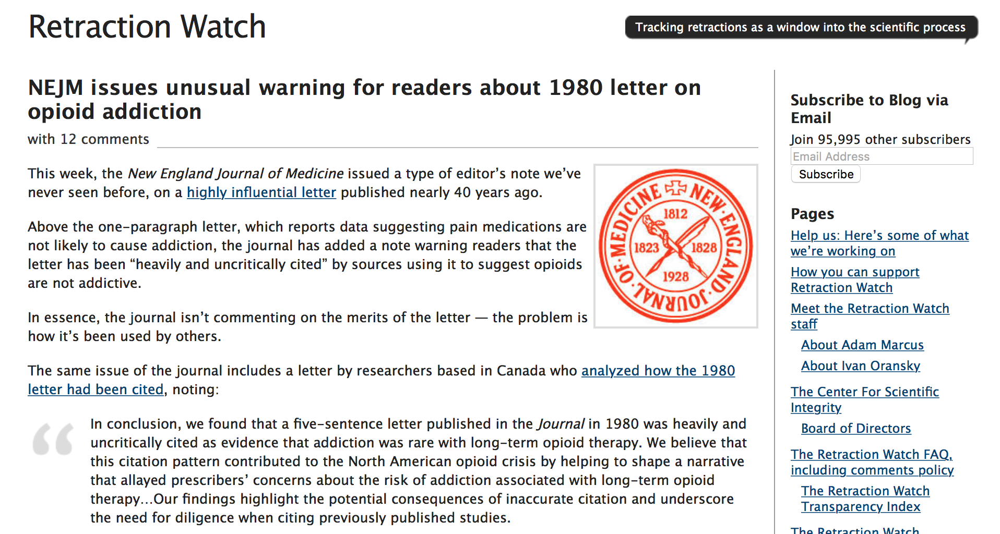 Retraction Watch
Tracking retractions as a window into the scientific process
NEJM issues unusual warning for readers about 1980 letter on
opioid addiction
with 12 comments
This week, the New England Journal of Medicine issued a type of editor’s note we’ve
never seen before, on a highly influential letter published nearly 40 years ago.
Above the one-paragraph letter, which reports data suggesting pain medications are
not likely to cause addiction, the journal has added a note warning readers that the
letter has been “heavily and uncritically cited” by sources using it to suggest opioids
are not addictive.
In essence, the journal isn’t commenting on the merits of the letter — the problem is
how it’s been used by others.
NEW·ENGLAND·JOURNAL·OF·MEDICINE
1812
1823
1828
1928
The same issue of the journal includes a letter by researchers based in Canada who analyzed how the 1980
letter had been cited, noting:
“
In conclusion, we found that a five-sentence letter published in the Journal in 1980 was heavily and
uncritically cited as evidence that addiction was rare with long-term opioid therapy. We believe that
this citation pattern contributed to the North American opioid crisis by helping to shape a narrative
that allayed prescribers’ concerns about the risk of addiction associated with long-term opioid
therapy…Our findings highlight the potential consequences of inaccurate citation and underscore
the need for diligence when citing previously published studies.
Subscribe to Blog via
Email
Join 95,995 other subscribers
Email Address
Subscribe
Pages
Help us: Here’s some of what
we’re working on
How you can support
Retraction Watch
Meet the Retraction Watch
staff
About Adam Marcus
About Ivan Oransky
The Center For Scientific
Integrity
Board of Directors
The Retraction Watch FAQ,
including comments policy
The Retraction Watch
Transparency Index
The Retraction Watch